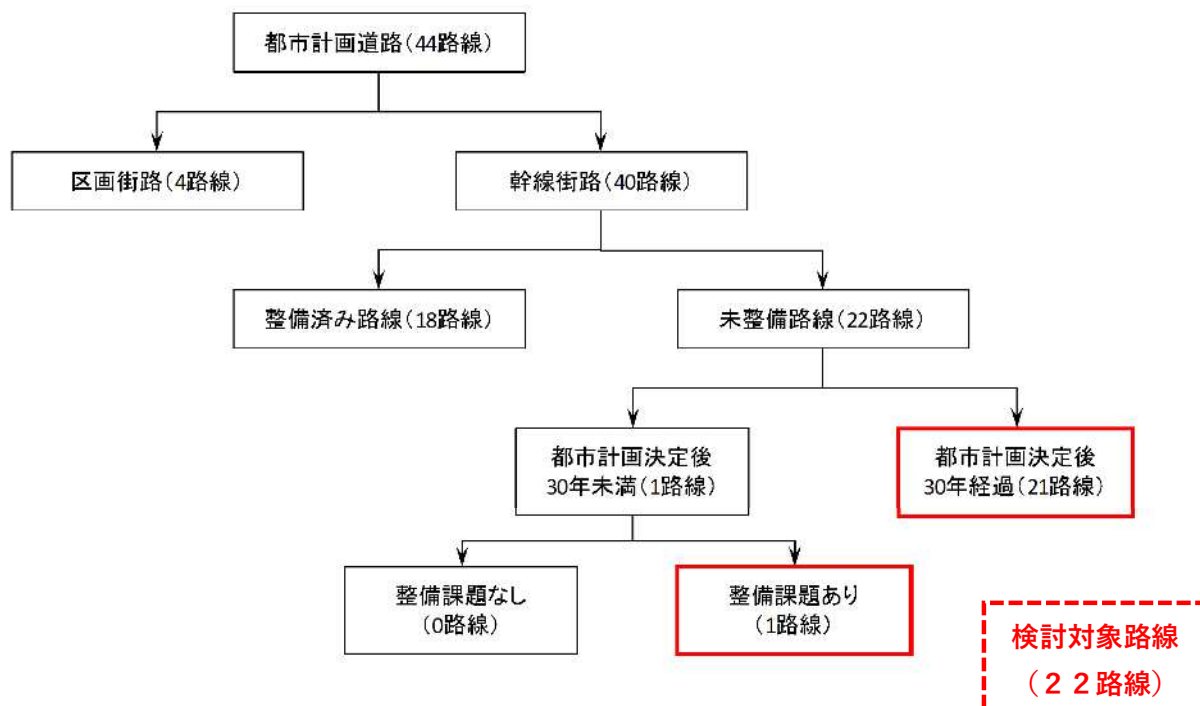 都市計画道路(44路線)
区画街路(4路線)
幹線街路(40路線)
整備済み路線(18路線)
未整備路線(22路線)
都市計画決定後
30年未満(1路線)
都市計画決定後
30年経過(21路線)
整備課題なし
(0路線)
整備課題あり
(1路線)
検討対象路線
(22路線)